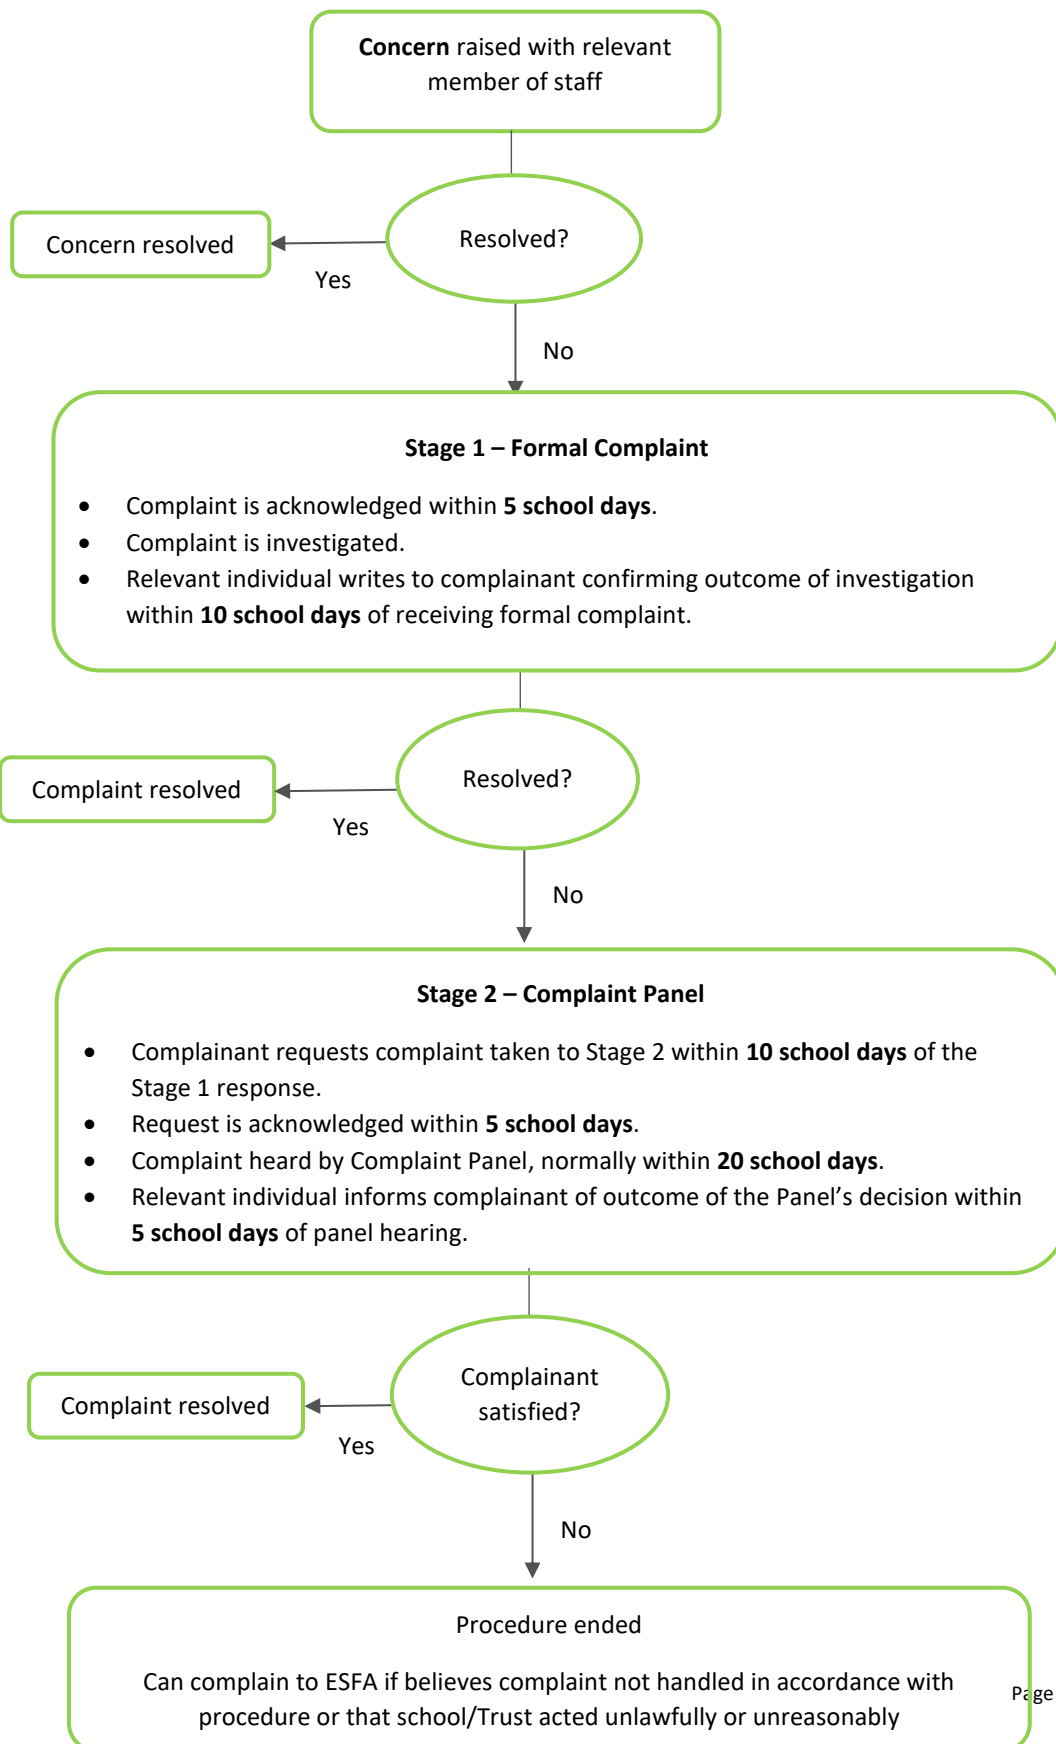 Concern raised with relevant
member of staff
Resolved?
Concern resolved
Yes
No
Stage 1 – Formal Complaint
• Complaint is acknowledged within 5 school days.
• Complaint is investigated.
• Relevant individual writes to complainant confirming outcome of investigation
within 10 school days of receiving formal complaint.
Resolved?
Complaint resolved
Yes
No
Stage 2 – Complaint Panel
• Complainant requests complaint taken to Stage 2 within 10 school days of the
Stage 1 response.
• Request is acknowledged within 5 school days.
• Complaint heard by Complaint Panel, normally within 20 school days.
• Relevant individual informs complainant of outcome of the Panel’s decision within
5 school days of panel hearing.
Complainant
satisfied?
Complaint resolved
Yes
No
Procedure ended
Can complain to ESFA if believes complaint not handled in accordance with
procedure or that school/Trust acted unlawfully or unreasonably
Page